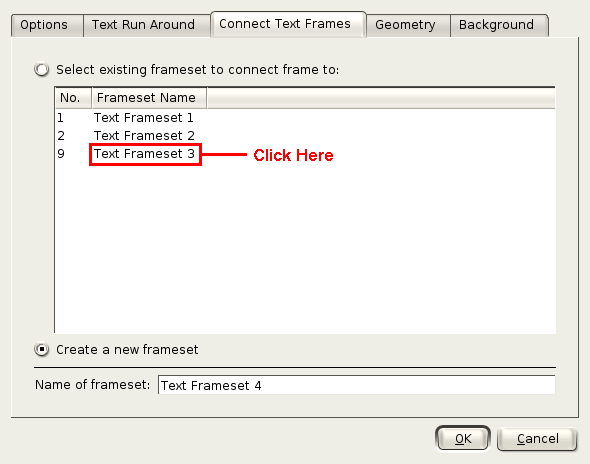 Options Text Run Around Connect Text Frames Geometry Background
Select existing frameset to connect frame to:
No. Frameset Name
1 Text Frameset 1
2 Text Frameset 2
9 Text Frameset 3 Click Here
Create a new frameset
Name of frameset: Text Frameset 4
OK Cancel